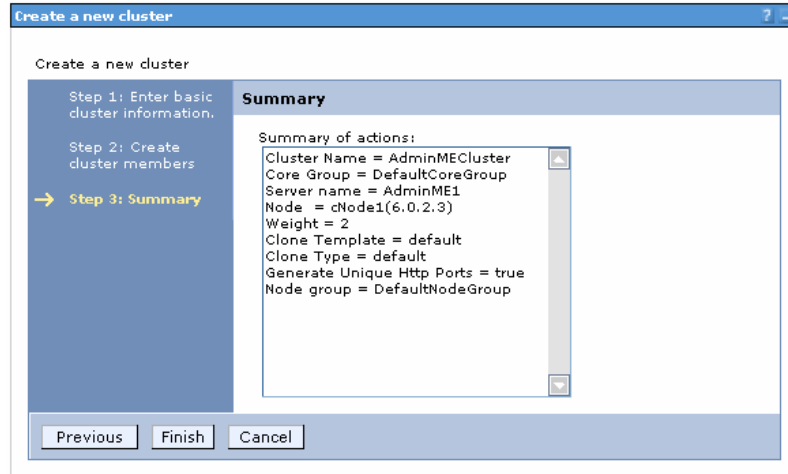 Create a new cluster ?
Create a new cluster
Step 1: Enter basic
cluster information.
Step 2: Create
cluster members
Step 3: Summary
Summary
Summary of actions:
Cluster Name = AdminMECluster
Core Group = DefaultCoreGroup
Server name = AdminME1
Node  = cNode1(6.0.2.3)
Weight = 2
Clone Template = default
Clone Type = default
Generate Unique Http Ports = true
Node group = DefaultNodeGroup
Previous Finish Cancel